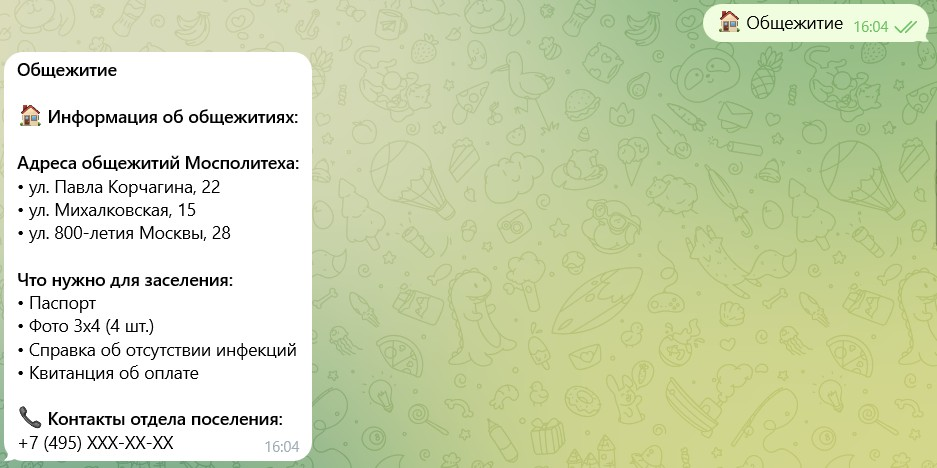 🏠 Общежитие
16:04
Общежитие
🏠 Информация об общежитиях:
Адреса общежитий Мосполитеха:
• ул. Павла Корчагина, 22
• ул. Михалковская, 15
• ул. 800-летия Москвы, 28
Что нужно для заселения:
• Паспорт
• Фото 3x4 (4 шт.)
• Справка об отсутствии инфекций
• Квитанция об оплате
📞 Контакты отдела поселения:
+7 (495) XXX-XX-XX
16:04